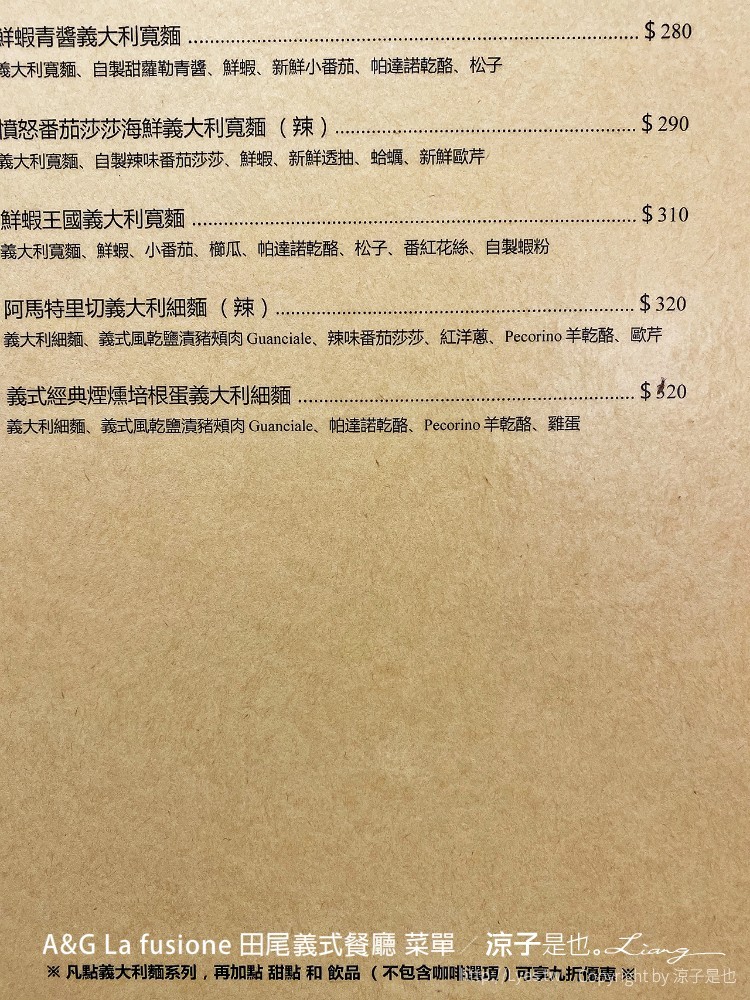 鮮蝦青醬義大利寬麵 ........ $ 280
義大利寬麵、自製甜蘿勒青醬、鮮蝦、新鮮小番茄、帕達諾乾酪、松子
憤怒番茄莎莎海鮮義大利寬麵（辣）........ $ 290
義大利寬麵、自製辣味番茄莎莎、鮮蝦、新鮮透抽、蛤蠣、新鮮歐芹
鮮蝦王國義大利寬麵 ........ $ 310
義大利寬麵、鮮蝦、小番茄、櫛瓜、帕達諾乾酪、松子、番紅花絲、自製蝦粉
阿馬特里切義大利細麵（辣）........ $ 320
義大利細麵、義式風乾鹽漬豬頰肉 Guanciale、辣味番茄莎莎、紅洋蔥、Pecorino 羊乾酪、歐芹
義式經典煙燻培根蛋義大利細麵 ........ $ 320
義大利細麵、義式風乾鹽漬豬頰肉 Guanciale、帕達諾乾酪、Pecorino 羊乾酪、雞蛋
A&G La fusione 田尾義式餐廳 菜單／涼子是也。Liang
※ 凡點義大利麵系列，再加點 甜點 和 飲品（不包含咖啡選項）可享九折優惠 ※
copyright by 涼子是也